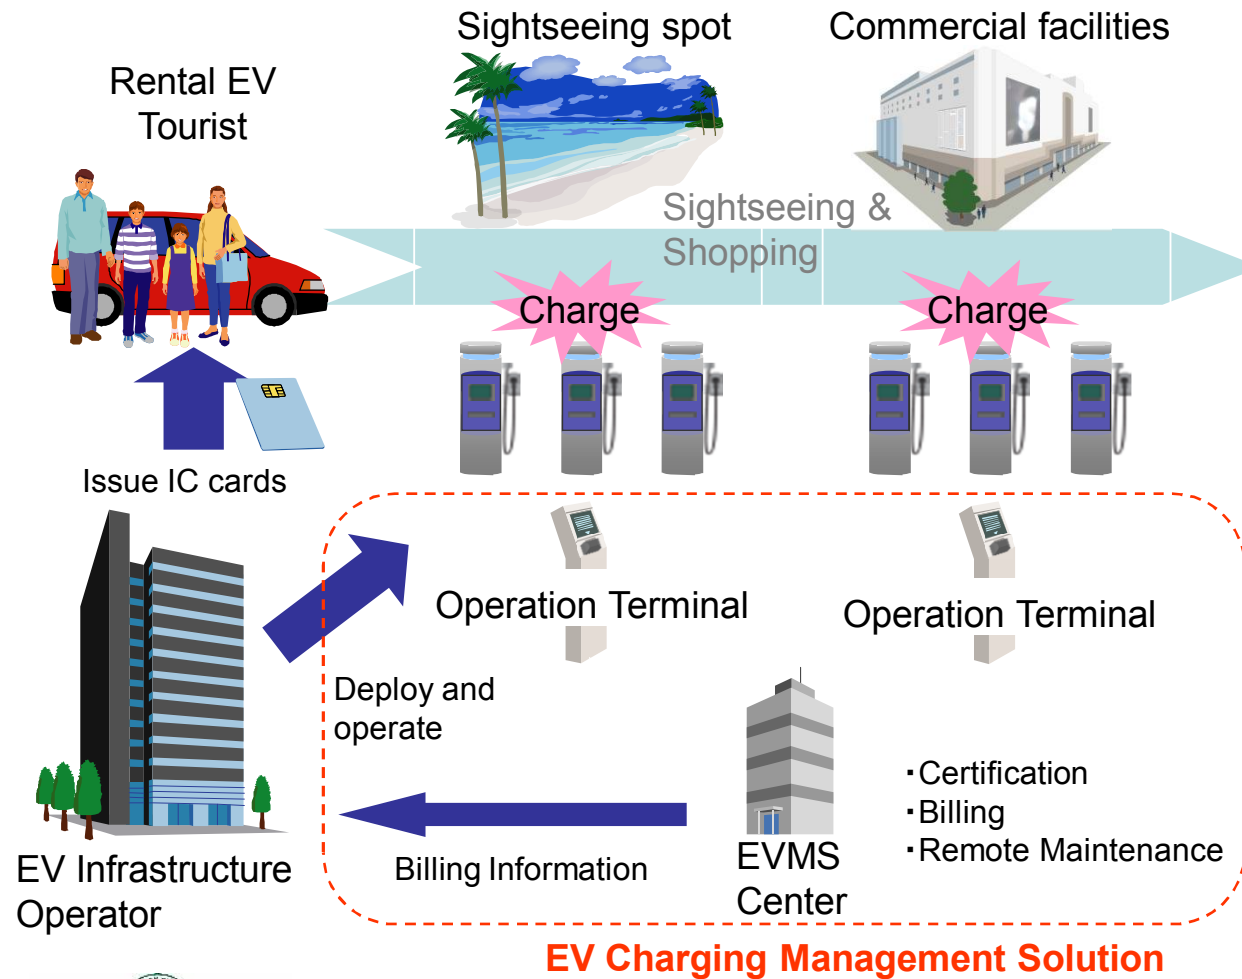 Sightseeing spot
Commercial facilities
Rental EV
Tourist
Sightseeing &
Shopping
Charge
Charge
Issue IC cards
Operation Terminal
Operation Terminal
Deploy and
operate
・Certification
・Billing
・Remote Maintenance
Billing Information
EVMS
Center
EV Infrastructure
Operator
EV Charging Management Solution